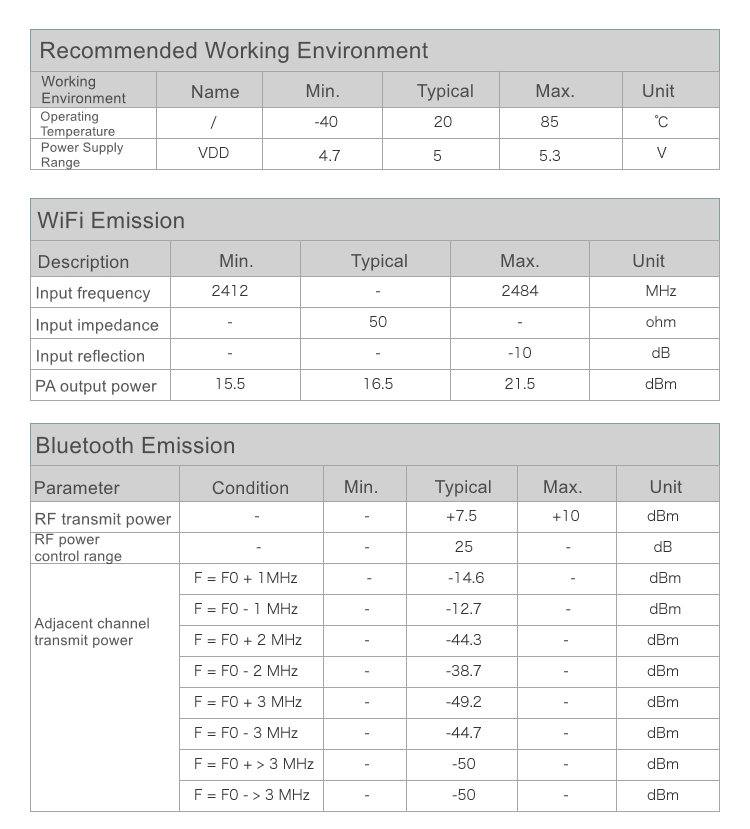 Recommended Working Environment
Working Environment Name Min. Typical Max. Unit
Operating Temperature / -40 20 85 ℃
Power Supply Range VDD 4.7 5 5.3 V
WiFi Emission
Description Min. Typical Max. Unit
Input frequency 2412 - 2484 MHz
Input impedance - 50 - ohm
Input reflection - - -10 dB
PA output power 15.5 16.5 21.5 dBm
Bluetooth Emission
Parameter Condition Min. Typical Max. Unit
RF transmit power - - +7.5 +10 dBm
RF power control range - - 25 - dB
Adjacent channel transmit power
F = F0 + 1MHz - -14.6 - dBm
F = F0 - 1 MHz - -12.7 - dBm
F = F0 + 2 MHz - -44.3 - dBm
F = F0 - 2 MHz - -38.7 - dBm
F = F0 + 3 MHz - -49.2 - dBm
F = F0 - 3 MHz - -44.7 - dBm
F = F0 + > 3 MHz - -50 - dBm
F = F0 - > 3 MHz - -50 - dBm